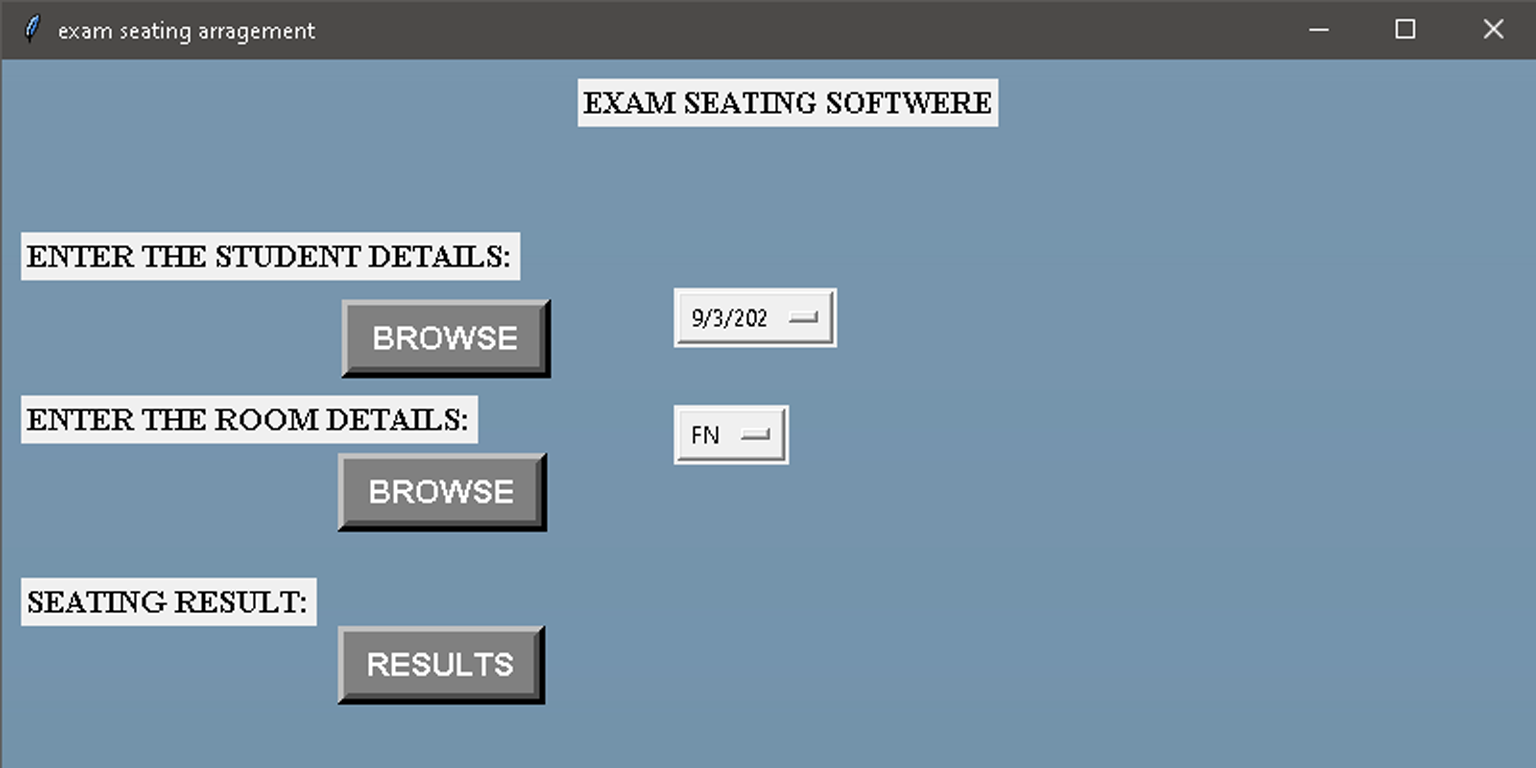 exam seating arragement
EXAM SEATING SOFTWERE
ENTER THE STUDENT DETAILS:
BROWSE
9/3/202
ENTER THE ROOM DETAILS:
FN
BROWSE
SEATING RESULT:
RESULTS